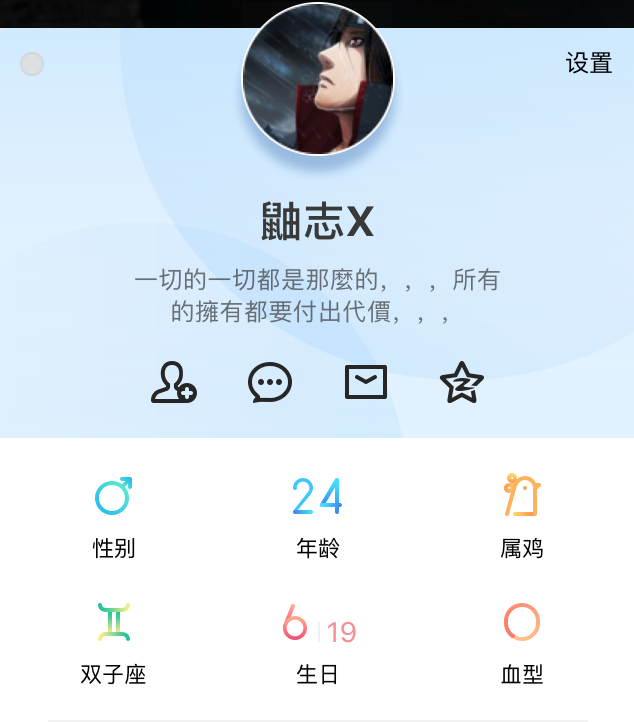 设置
鼬志X
一切的一切都是那麼的，，，所有
的擁有都要付出代價，，，
24
性别 年龄 属鸡
6 19
双子座 生日 血型